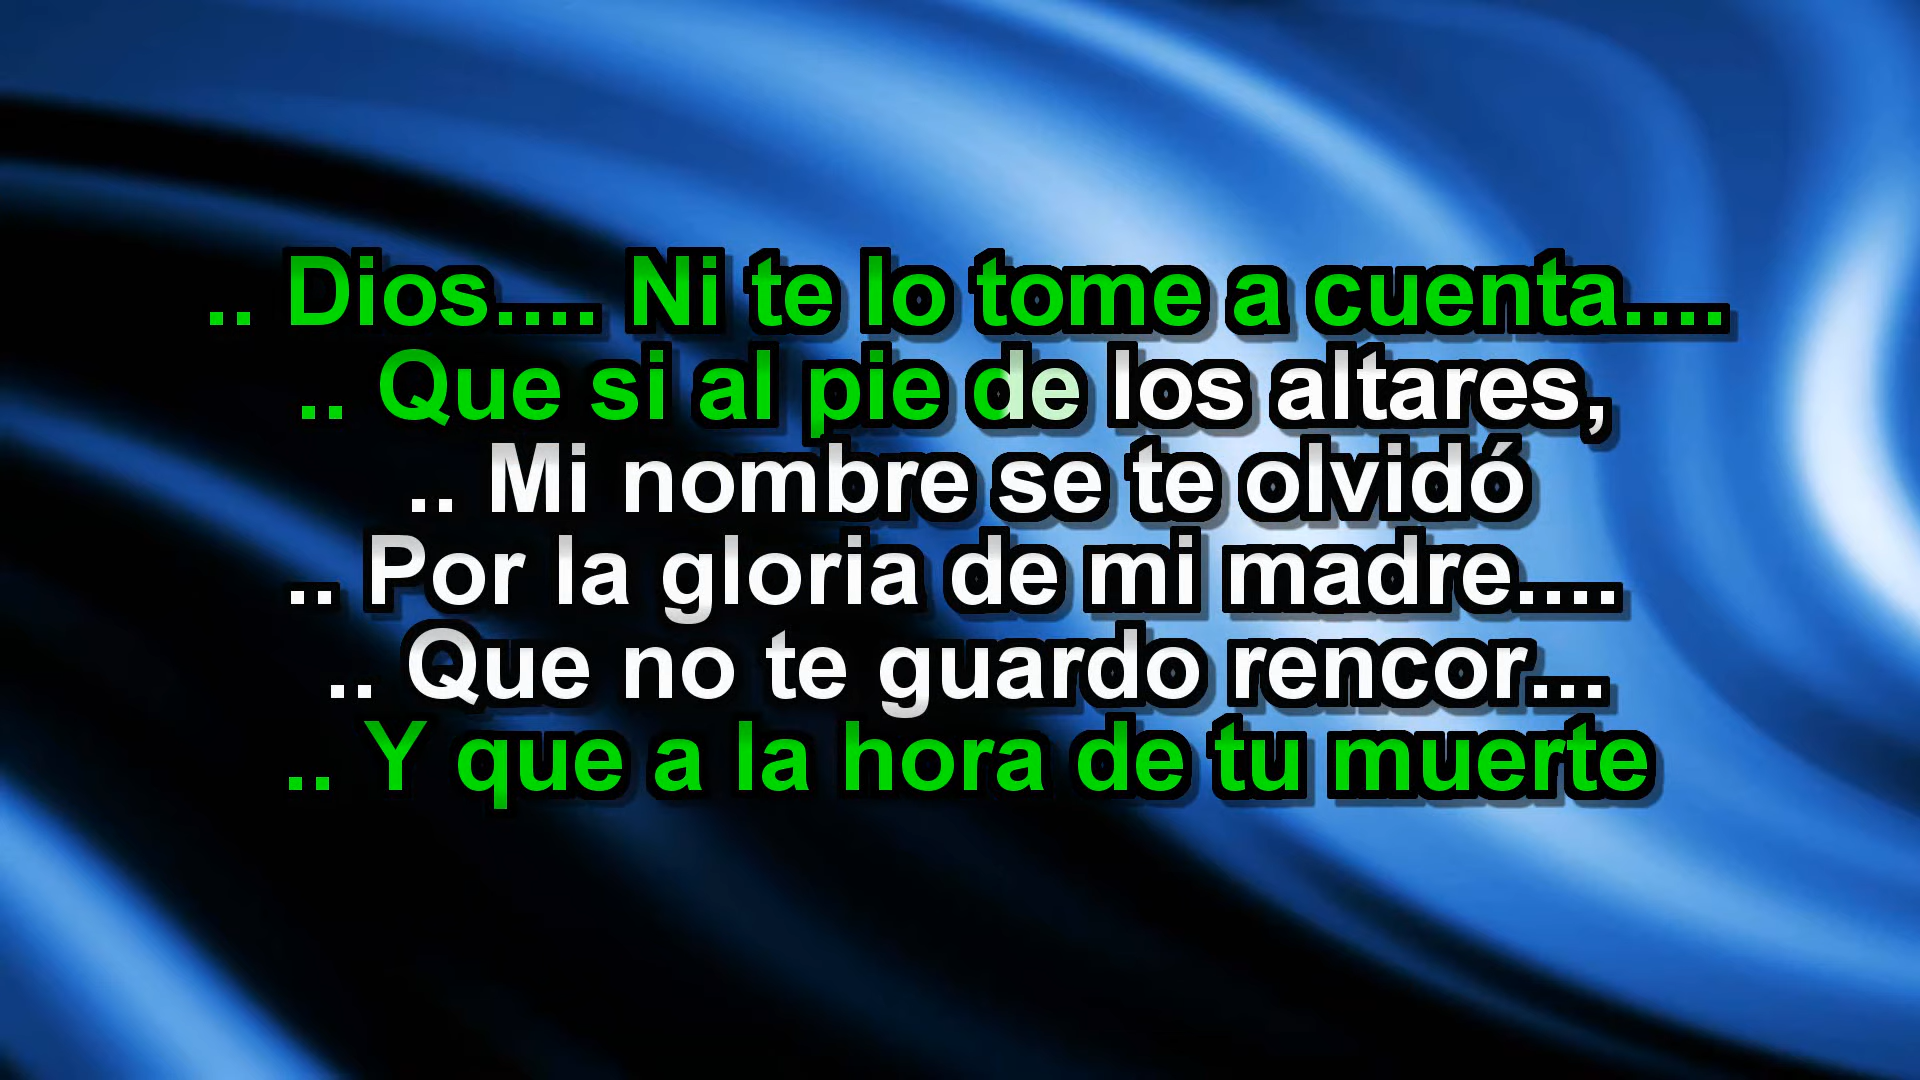 .. Dios.... Ni te lo tome a cuenta....
.. Que si al pie de los altares,
.. Mi nombre se te olvidó
.. Por la gloria de mi madre....
.. Que no te guardo rencor...
.. Y que a la hora de tu muerte